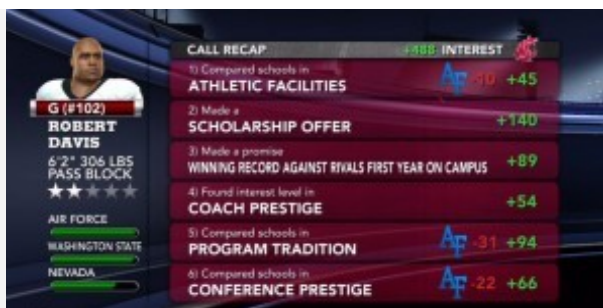 CALL RECAP
+488 INTEREST
1) Compared schools in
ATHLETIC FACILITIES
AF -10 +45
2) Made a
SCHOLARSHIP OFFER
+140
3) Made a promise
WINNING RECORD AGAINST RIVALS FIRST YEAR ON CAMPUS
+89
4) Found interest level in
COACH PRESTIGE
+54
5) Compared schools in
PROGRAM TRADITION
AF -31 +94
6) Compared schools in
CONFERENCE PRESTIGE
AF -22 +66
G (#102)
ROBERT
DAVIS
6'2" 306 LBS
PASS BLOCK
AIR FORCE
WASHINGTON STATE
NEVADA